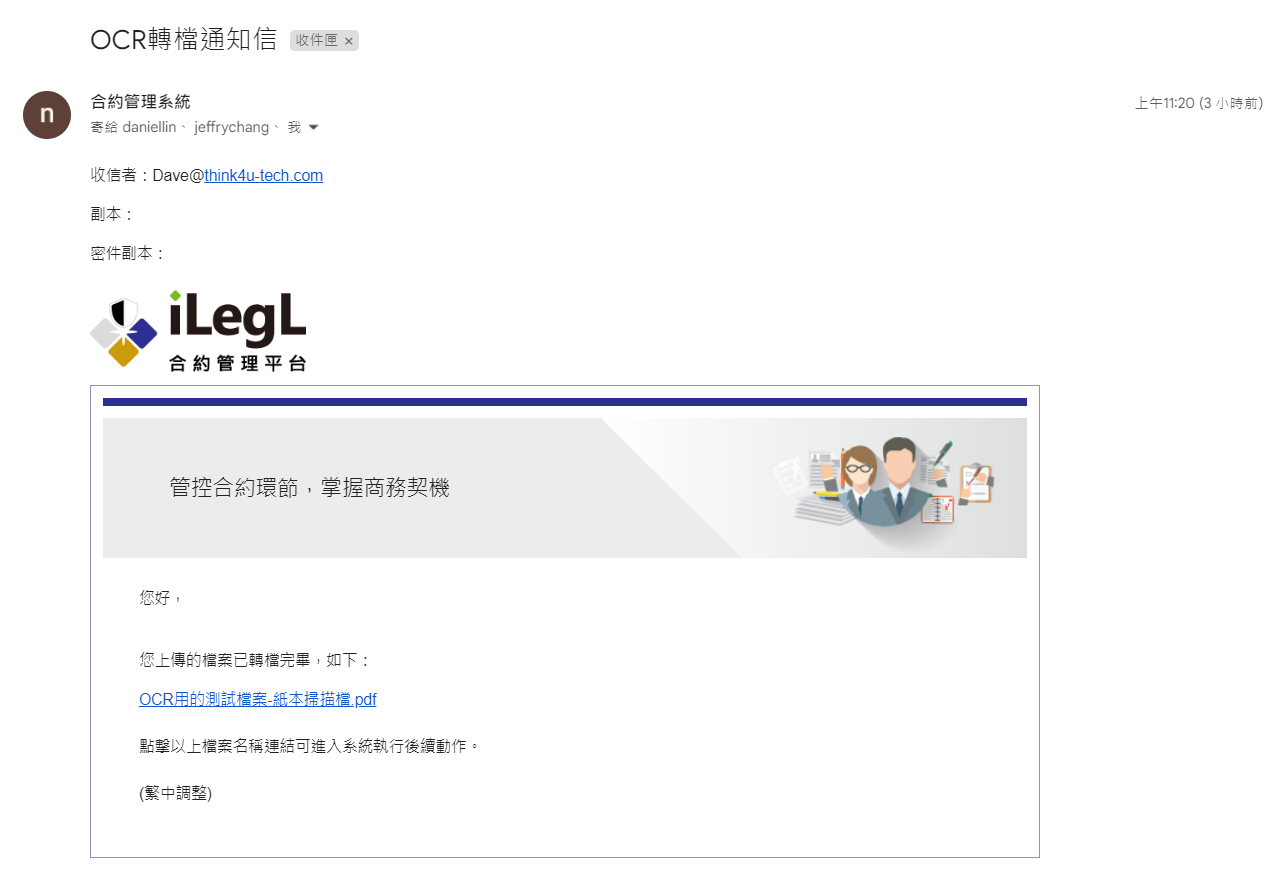 OCR轉檔通知信 收件匣 ×
n
合約管理系統
上午11:20 (3 小時前)
寄給 daniellin、 jeffrychang、 我
收信者：Dave@think4u-tech.com
副本：
密件副本：
iLegL
合約管理平台
管控合約環節，掌握商務契機
您好，
您上傳的檔案已轉檔完畢，如下：
OCR用的測試檔案-紙本掃描檔.pdf
點擊以上檔案名稱連結可進入系統執行後續動作。
(繁中調整)